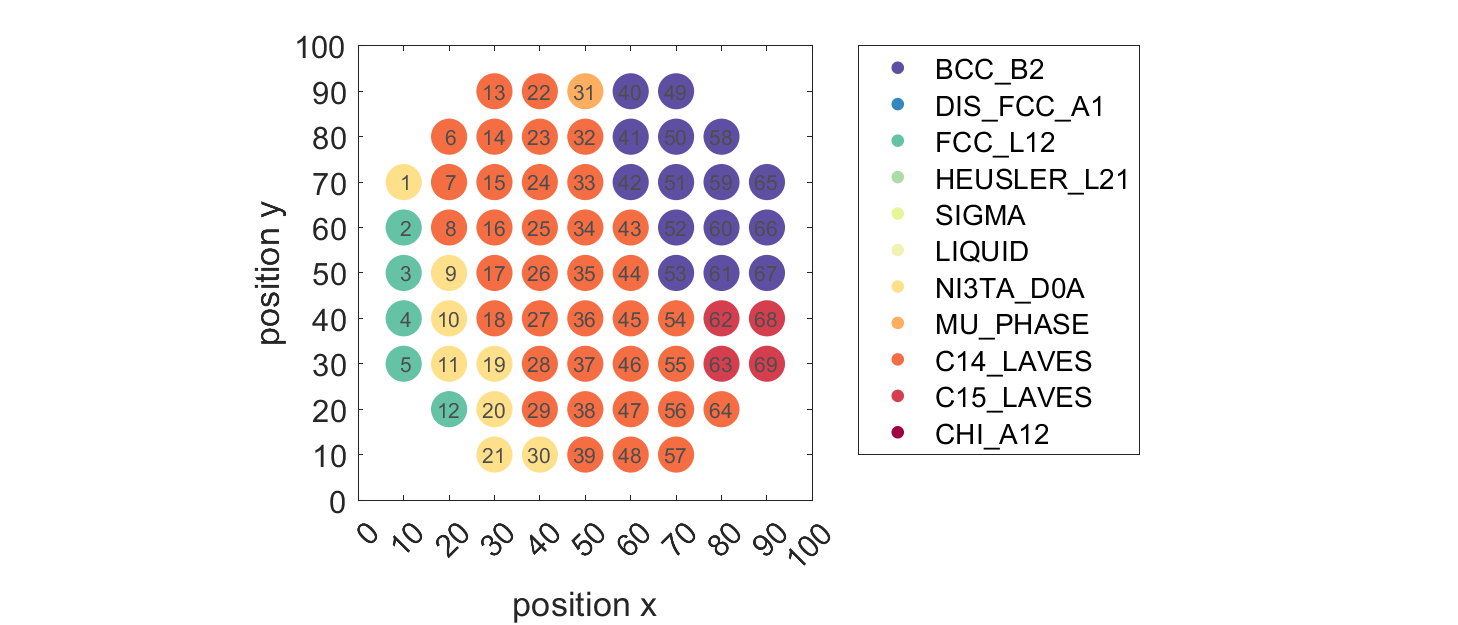 100
90
80
70
60
50
40
30
20
10
0
position y
13 22 31 40 49
6 14 23 32 41 50 58
1 7 15 24 33 42 51 59 65
2 8 16 25 34 43 52 60 66
3 9 17 26 35 44 53 61 67
4 10 18 27 36 45 54 62 68
5 11 19 28 37 46 55 63 69
12 20 29 38 47 56 64
21 30 39 48 57
0 10 20 30 40 50 60 70 80 90 100
position x
BCC_B2
DIS_FCC_A1
FCC_L12
HEUSLER_L21
SIGMA
LIQUID
NI3TA_D0A
MU_PHASE
C14_LAVES
C15_LAVES
CHI_A12